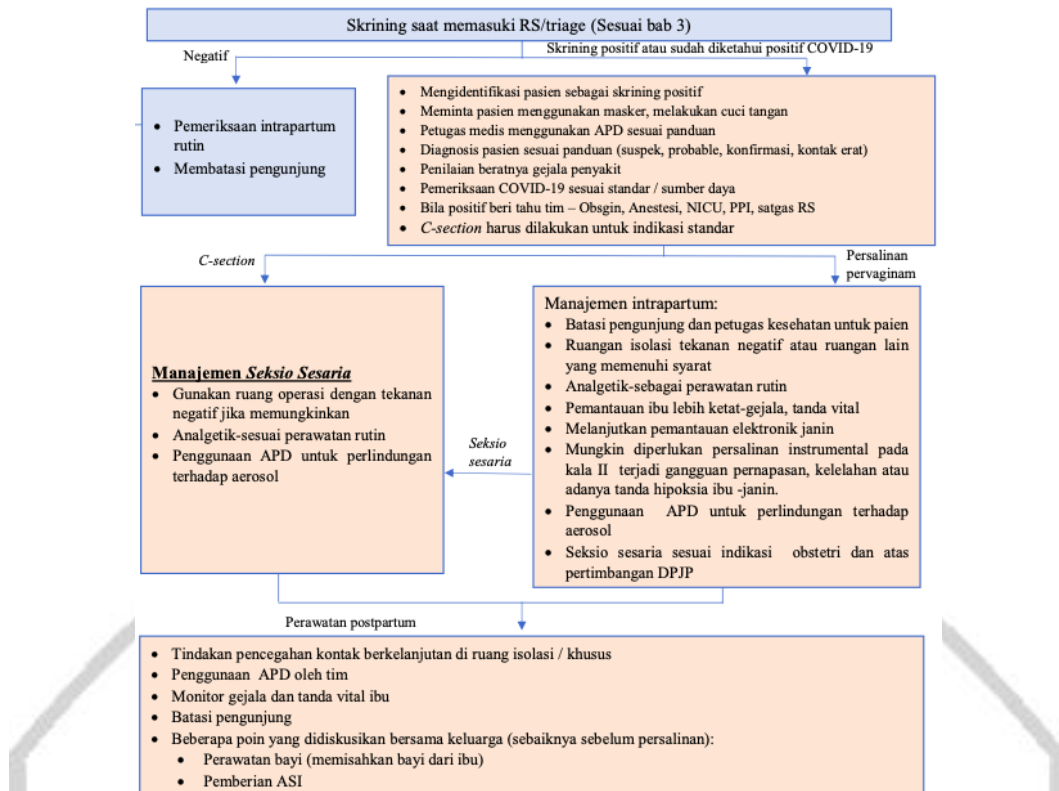 Skrining saat memasuki RS/triage (Sesuai bab 3)
Negatif
Skrining positif atau sudah diketahui positif COVID-19
• Pemeriksaan intrapartum
rutin
• Membatasi pengunjung
• Mengidentifikasi pasien sebagai skrining positif
• Meminta pasien menggunakan masker, melakukan cuci tangan
• Petugas medis menggunakan APD sesuai panduan
• Diagnosis pasien sesuai panduan (suspek, probable, konfirmasi, kontak erat)
• Penilaian beratnya gejala penyakit
• Pemeriksaan COVID-19 sesuai standar / sumber daya
• Bila positif beri tahu tim – Obsgin, Anestesi, NICU, PPI, satgas RS
• C-section harus dilakukan untuk indikasi standar
C-section
Persalinan
pervaginam
Manajemen Seksio Sesaria
• Gunakan ruang operasi dengan tekanan
negatif jika memungkinkan
• Analgetik-sesuai perawatan rutin
• Penggunaan APD untuk perlindungan
terhadap aerosol
Seksio
sesaria
Manajemen intrapartum:
• Batasi pengunjung dan petugas kesehatan untuk paien
• Ruangan isolasi tekanan negatif atau ruangan lain
yang memenuhi syarat
• Analgetik-sebagai perawatan rutin
• Pemantauan ibu lebih ketat-gejala, tanda vital
• Melanjutkan pemantauan elektronik janin
• Mungkin diperlukan persalinan instrumental pada
kala II terjadi gangguan pernapasan, kelelahan atau
adanya tanda hipoksia ibu -janin.
• Penggunaan APD untuk perlindungan terhadap
aerosol
• Seksio sesaria sesuai indikasi obstetri dan atas
pertimbangan DPJP
Perawatan postpartum
• Tindakan pencegahan kontak berkelanjutan di ruang isolasi / khusus
• Penggunaan APD oleh tim
• Monitor gejala dan tanda vital ibu
• Batasi pengunjung
• Beberapa poin yang didiskusikan bersama keluarga (sebaiknya sebelum persalinan):
• Perawatan bayi (memisahkan bayi dari ibu)
• Pemberian ASI